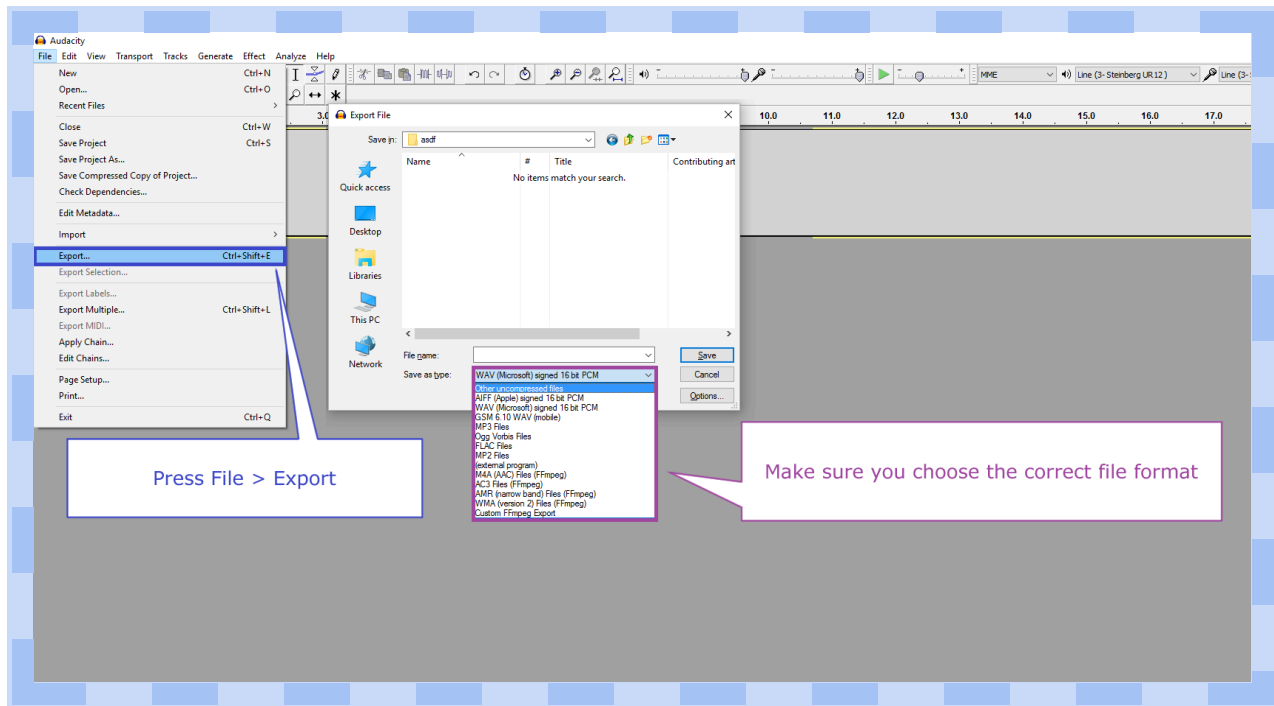 Audacity
File Edit View Transport Tracks Generate Effect Analyze Help
New Ctrl+N
Open... Ctrl+O
Recent Files >
Close Ctrl+W
Save Project Ctrl+S
Save Project As...
Save Compressed Copy of Project...
Check Dependencies...
Edit Metadata...
Import >
Export... Ctrl+Shift+E
Export Selection...
Export Labels...
Export Multiple... Ctrl+Shift+L
Export MIDI...
Apply Chain...
Edit Chains...
Page Setup...
Print...
Exit Ctrl+Q
MME
Line (3- Steinberg UR12)
Line (3-
3.0 10.0 11.0 12.0 13.0 14.0 15.0 16.0 17.0
Export File
Save in: asdf
Quick access
Desktop
Libraries
This PC
Network
Name # Title Contributing art
No items match your search.
File name: Save
Save as type: WAV (Microsoft) signed 16 bit PCM Cancel
Options...
Other uncompressed files
AIFF (Apple) signed 16 bit PCM
WAV (Microsoft) signed 16 bit PCM
GSM 6.10 WAV (mobile)
MP3 Files
Ogg Vorbis Files
FLAC Files
MP2 Files
(external program)
M4A (AAC) Files (FFmpeg)
AC3 Files (FFmpeg)
AMR (narrow band) Files (FFmpeg)
WMA (version 2) Files (FFmpeg)
Custom FFmpeg Export
Press File > Export
Make sure you choose the correct file format